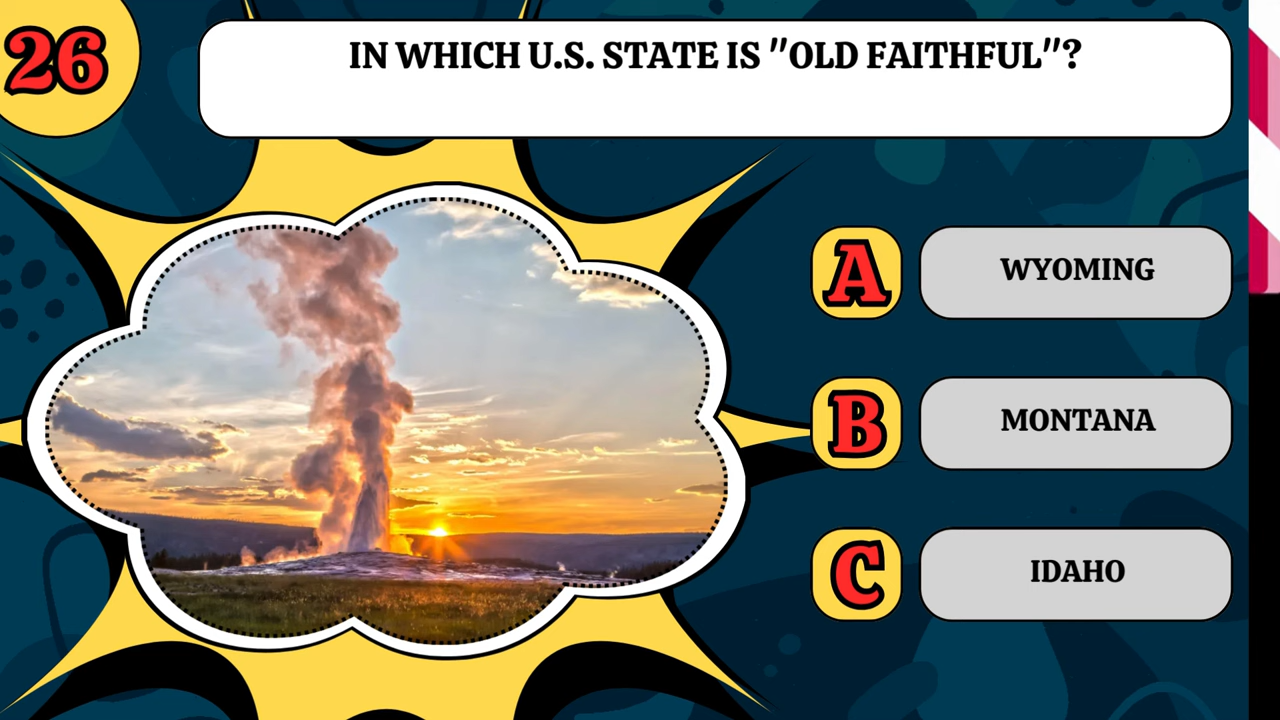 26
IN WHICH U.S. STATE IS "OLD FAITHFUL"?
A WYOMING
B MONTANA
C IDAHO